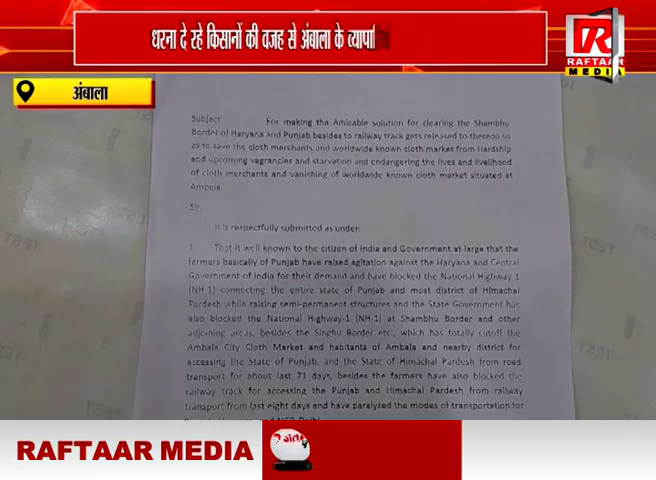 धरना दे रहे किसानों की वजह से अंबाला के व्यापा
RAFTAAR
MEDIA
अंबाला
Subject: For making the Amicable solution for clearing the Shambhu
Border of Haryana and Punjab besides to railway track gets released to thereon so
as to save the cloth merchants and worldwide known cloth market from Hardship
and upcoming vagrancies and starvation and endangering the lives and livelihood
of cloth merchants and vanishing of worldwide known cloth market situated at
Ambala.
Sir,
It is respectfully submitted as under:
1. That it well known to the citizen of India and Government at large that the
farmers basically of Punjab have raised agitation against the Haryana and Central
Government of India for their demand and have blocked the National Highway-1
(NH-1) connecting the entire state of Punjab and most district of Himachal
Pardesh while raising semi-permanent structures and the State Government has
also blocked the National Highway-1 (NH-1) at Shambhu Border and other
adjoining areas, besides the Singhu Border etc., which has totally cutoff the
Ambala City Cloth Market and habitants of Ambala and nearby district for
accessing the State of Punjab, and the State of Himachal Pardesh from road
transport for about last 71 days, besides the farmers have also blocked the
railway track for accessing the Punjab and Himachal Pardesh from railway
transport from last eight days and have paralyzed the modes of transportation for
RAFTAAR MEDIA